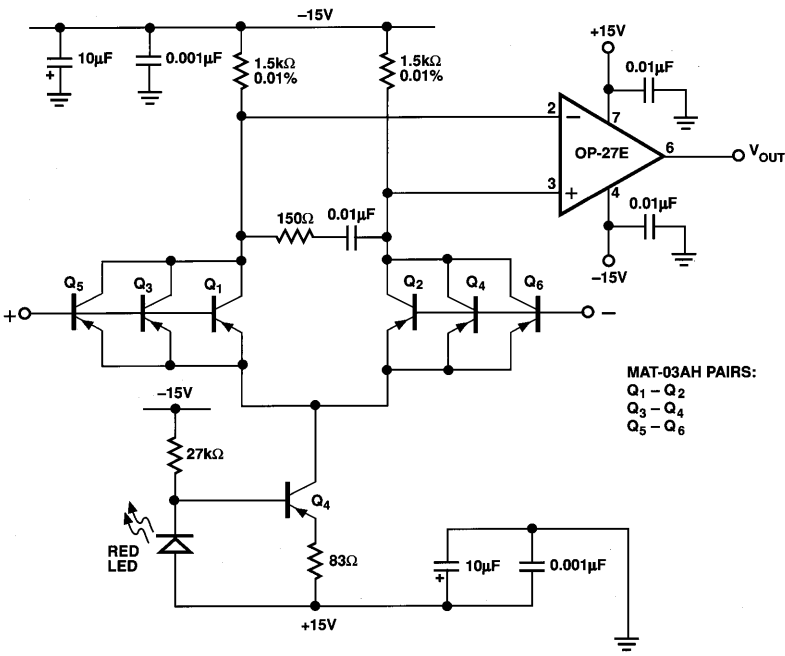 –15V
10µF
+
0.001µF
1.5kΩ
0.01%
1.5kΩ
0.01%
+15V
0.01µF
2
–
7
OP-27E
6
VOUT
3
+
4
0.01µF
–15V
150Ω
0.01µF
Q5
Q3
Q1
Q2
Q4
Q6
+
–
MAT-03AH PAIRS:
Q1 – Q2
Q3 – Q4
Q5 – Q6
–15V
27kΩ
Q4
RED
LED
83Ω
10µF
+
0.001µF
+15V